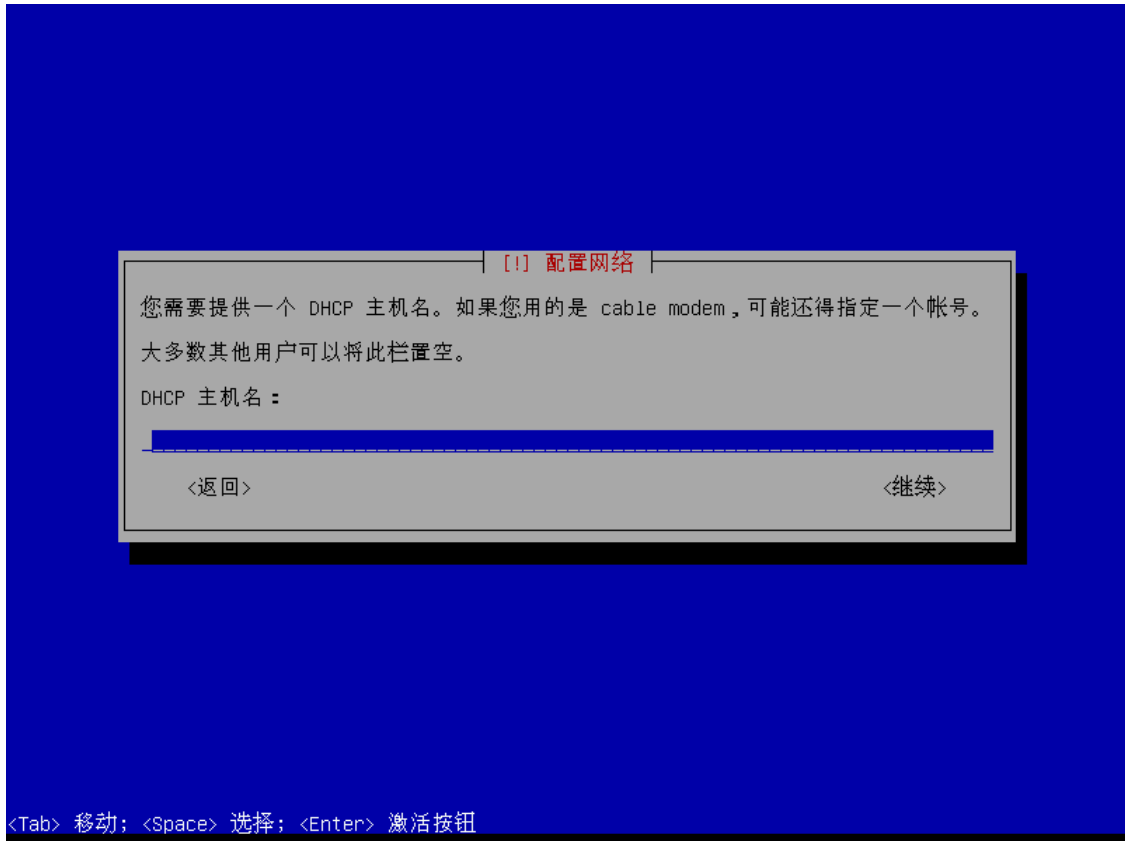 [!] 配置网络
您需要提供一个 DHCP 主机名。如果您用的是 cable modem，可能还得指定一个帐号。
大多数其他用户可以将此栏置空。
DHCP 主机名：
<返回> <继续>
<Tab> 移动; <Space> 选择; <Enter> 激活按钮